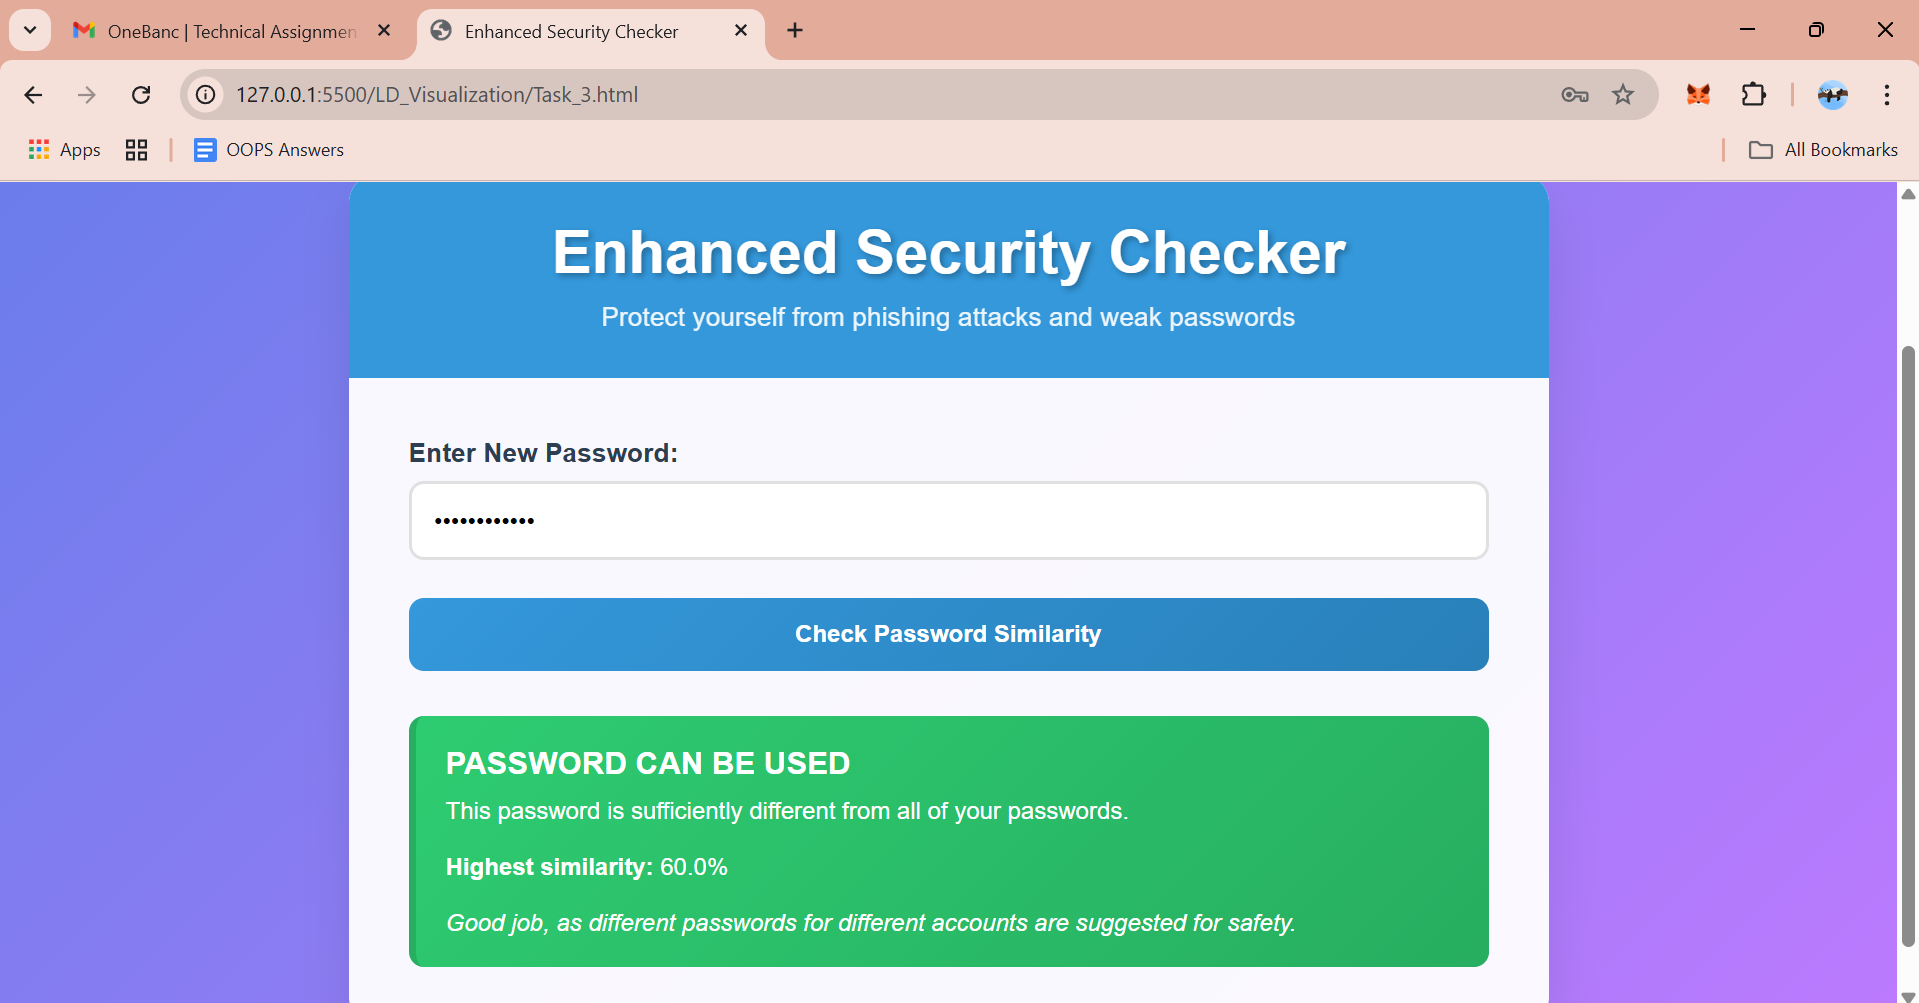 OneBanc | Technical Assignmen
Enhanced Security Checker
127.0.0.1:5500/LD_Visualization/Task_3.html
Apps
OOPS Answers
All Bookmarks
Enhanced Security Checker
Protect yourself from phishing attacks and weak passwords
Enter New Password:
••••••••••••
Check Password Similarity
PASSWORD CAN BE USED
This password is sufficiently different from all of your passwords.
Highest similarity: 60.0%
Good job, as different passwords for different accounts are suggested for safety.